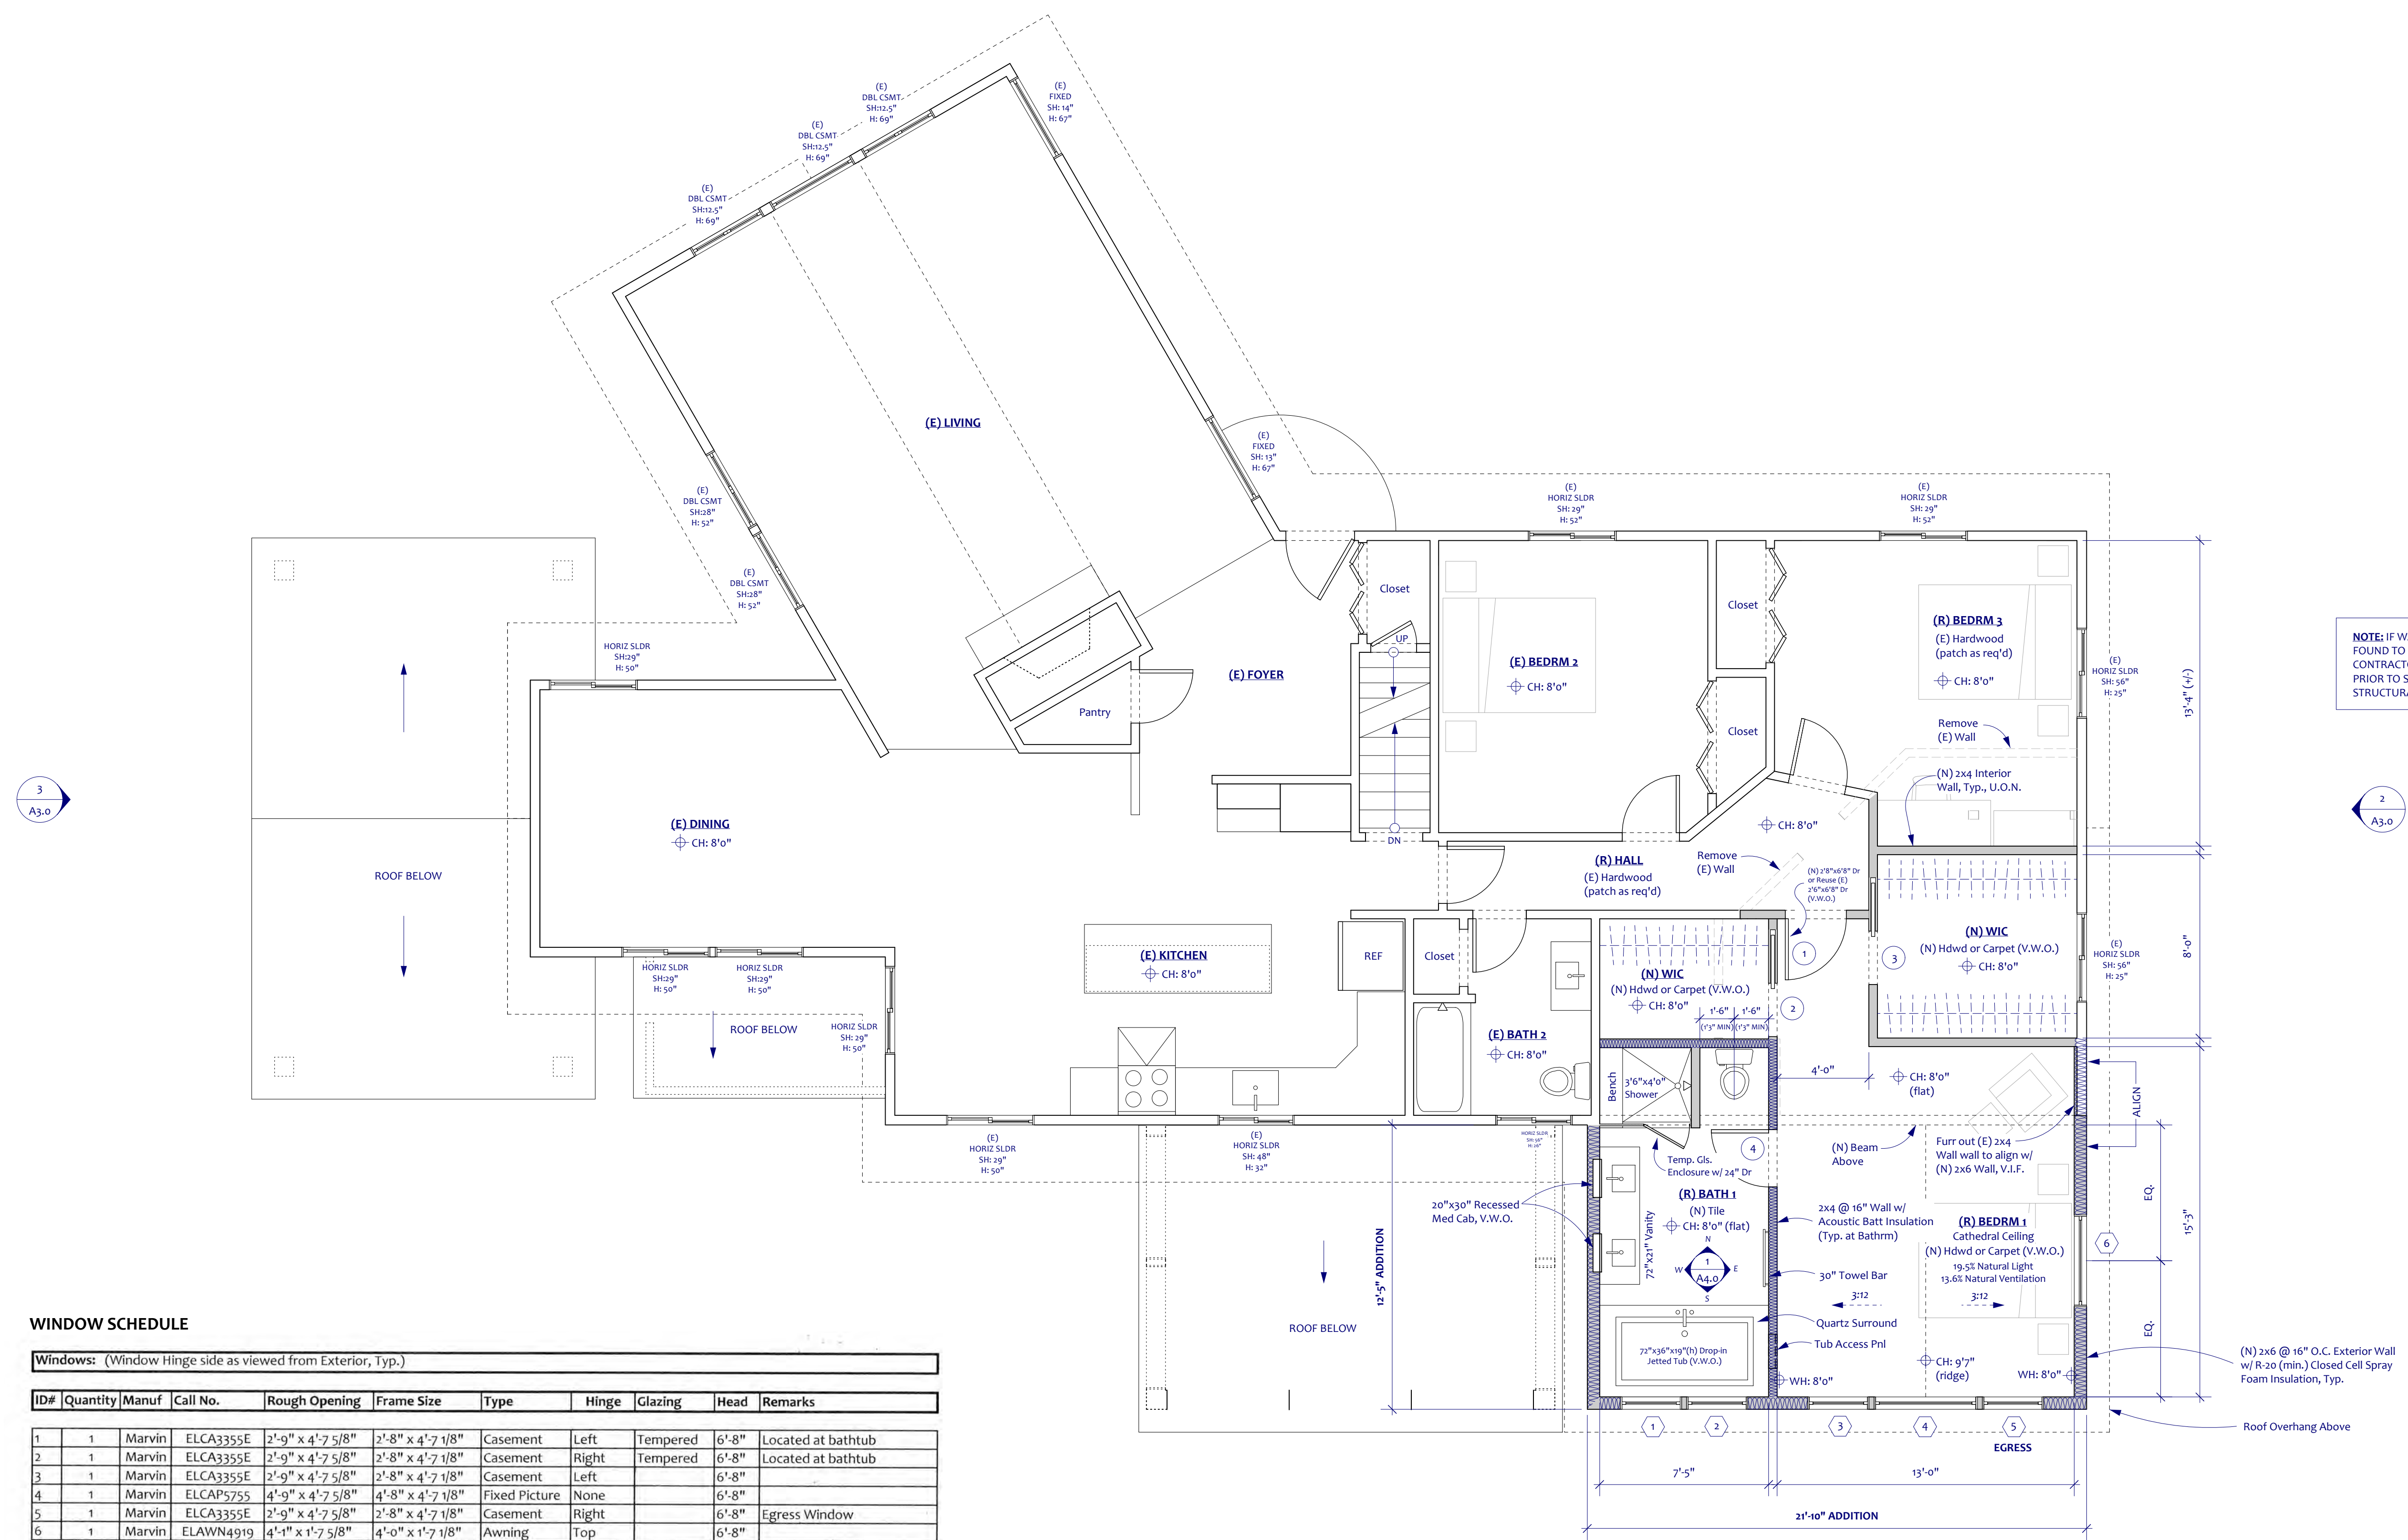 (E)
DBL CSMT
SH:12.5"
H: 69"
(E)
FIXED
SH: 14"
H: 67"
(E)
DBL CSMT
SH:12.5"
H: 69"
(E)
DBL CSMT
SH:12.5"
H: 69"
(E) LIVING
(E)
FIXED
SH: 13"
H: 67"
(E)
DBL CSMT
SH:28"
H: 52"
(E)
HORIZ SLDR
SH: 29"
H: 52"
(E)
HORIZ SLDR
SH: 29"
H: 52"
(E)
DBL CSMT
SH:28"
H: 52"
Closet
Closet
UP
(R) BEDRM 3
(E) Hardwood
(patch as req'd)
CH: 8'0"
NOTE: IF W
FOUND TO
CONTRACT
PRIOR TO S
STRUCTUR
HORIZ SLDR
SH:29"
H: 50"
(E) BEDRM 2
CH: 8'0"
(E) FOYER
(E)
HORIZ SLDR
SH: 56"
H: 25"
13'-4" (+/-)
Pantry
Closet
Remove
(E) Wall
(N) 2x4 Interior
Wall, Typ., U.O.N.
3
A3.0
2
A3.0
(E) DINING
CH: 8'0"
CH: 8'0"
DN
ROOF BELOW
(R) HALL
(E) Hardwood
(patch as req'd)
Remove
(E) Wall
(N) 2'8"x6'8" Dr
or Reuse (E)
2'6"x6'8" Dr
(V.W.O.)
(N) WIC
(N) Hdwd or Carpet (V.W.O.)
CH: 8'0"
8'-0"
(E)
HORIZ SLDR
SH: 56"
H: 25"
(E) KITCHEN
CH: 8'0"
REF
Closet
1
3
HORIZ SLDR
SH:29"
H: 50"
HORIZ SLDR
SH:29"
H: 50"
(N) WIC
(N) Hdwd or Carpet (V.W.O.)
CH: 8'0"
1'-6"
1'-6"
(1'3" MIN)
(1'3" MIN)
2
ROOF BELOW
HORIZ SLDR
SH: 29"
H: 50"
(E) BATH 2
CH: 8'0"
Bench
3'6"x4'0"
Shower
4'-0"
CH: 8'0"
(flat)
ALIGN
(E)
HORIZ SLDR
SH: 29"
H: 50"
(E)
HORIZ SLDR
SH: 48"
H: 32"
HORIZ SLDR
SH: 56"
H: 26"
Temp. Gls.
Enclosure w/ 24" Dr
4
(N) Beam
Above
Furr out (E) 2x4
Wall wall to align w/
(N) 2x6 Wall, V.I.F.
EQ.
20"x30" Recessed
Med Cab, V.W.O.
(R) BATH 1
(N) Tile
CH: 8'0" (flat)
72"x21" Vanity
2x4 @ 16" Wall w/
Acoustic Batt Insulation
(Typ. at Bathrm)
(R) BEDRM 1
Cathedral Ceiling
(N) Hdwd or Carpet (V.W.O.)
19.5% Natural Light
13.6% Natural Ventilation
15'-3"
6
12'-5" ADDITION
N
W
1
A4.0
E
S
30" Towel Bar
3:12
3:12
ROOF BELOW
Quartz Surround
Tub Access Pnl
72"x36"x19"(h) Drop-in
Jetted Tub (V.W.O.)
EQ.
CH: 9'7"
(ridge)
WH: 8'0"
WH: 8'0"
(N) 2x6 @ 16" O.C. Exterior Wall
w/ R-20 (min.) Closed Cell Spray
Foam Insulation, Typ.
1
2
3
4
5
EGRESS
Roof Overhang Above
7'-5"
13'-0"
21'-10" ADDITION
WINDOW SCHEDULE
Windows: (Window Hinge side as viewed from Exterior, Typ.)
ID# Quantity Manuf Call No. Rough Opening Frame Size Type Hinge Glazing Head Remarks
1 1 Marvin ELCA3355E 2'-9" x 4'-7 5/8" 2'-8" x 4'-7 1/8" Casement Left Tempered 6'-8" Located at bathtub
2 1 Marvin ELCA3355E 2'-9" x 4'-7 5/8" 2'-8" x 4'-7 1/8" Casement Right Tempered 6'-8" Located at bathtub
3 1 Marvin ELCA3355E 2'-9" x 4'-7 5/8" 2'-8" x 4'-7 1/8" Casement Left 6'-8"
4 1 Marvin ELCAP5755 4'-9" x 4'-7 5/8" 4'-8" x 4'-7 1/8" Fixed Picture None 6'-8"
5 1 Marvin ELCA3355E 2'-9" x 4'-7 5/8" 2'-8" x 4'-7 1/8" Casement Right 6'-8" Egress Window
6 1 Marvin ELAWN4919 4'-1" x 1'-7 5/8" 4'-0" x 1'-7 1/8" Awning Top 6'-8"